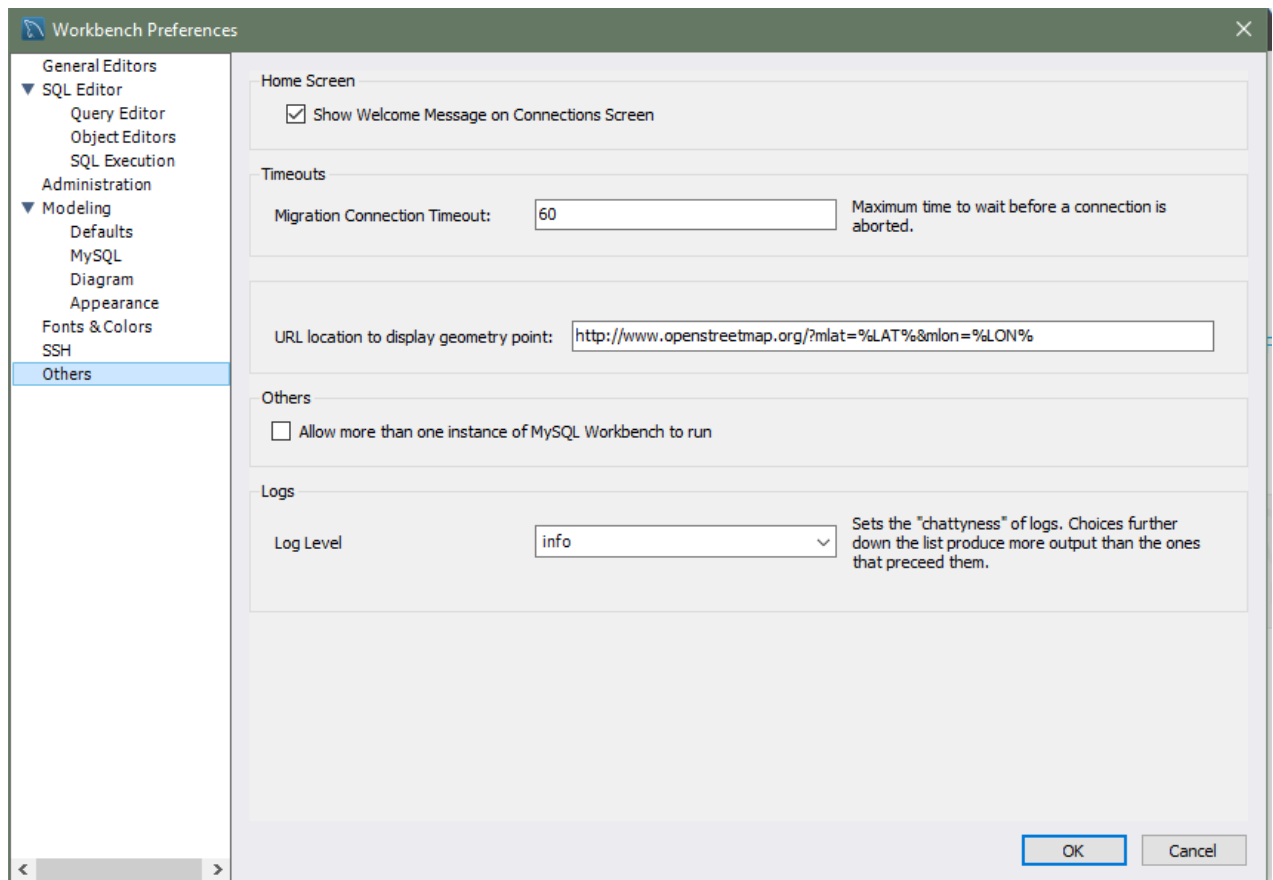 Workbench Preferences
General Editors
SQL Editor
Query Editor
Object Editors
SQL Execution
Administration
Modeling
Defaults
MySQL
Diagram
Appearance
Fonts & Colors
SSH
Others
Home Screen
Show Welcome Message on Connections Screen
Timeouts
Migration Connection Timeout:
60
Maximum time to wait before a connection is
aborted.
URL location to display geometry point:
http://www.openstreetmap.org/?mlat=%LAT%&mlon=%LON%
Others
Allow more than one instance of MySQL Workbench to run
Logs
Log Level
info
Sets the "chattyness" of logs. Choices further
down the list produce more output than the ones
that preceed them.
OK
Cancel